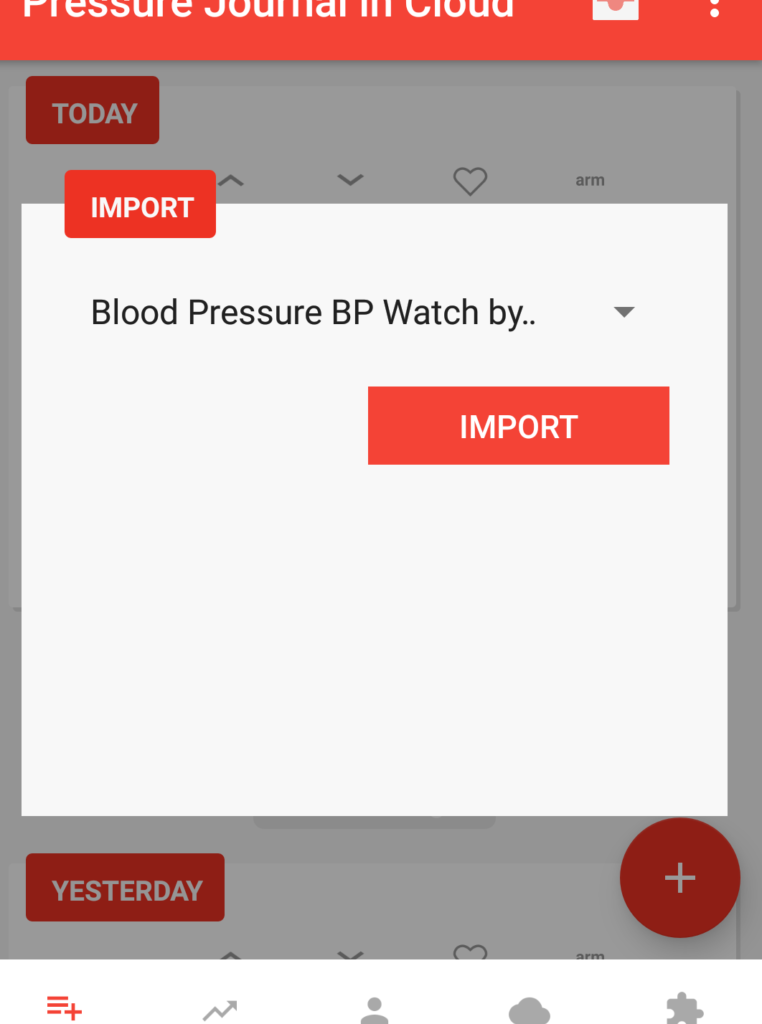 Pressure Journal in Cloud
TODAY
arm
IMPORT
Blood Pressure BP Watch by..
IMPORT
YESTERDAY
arm